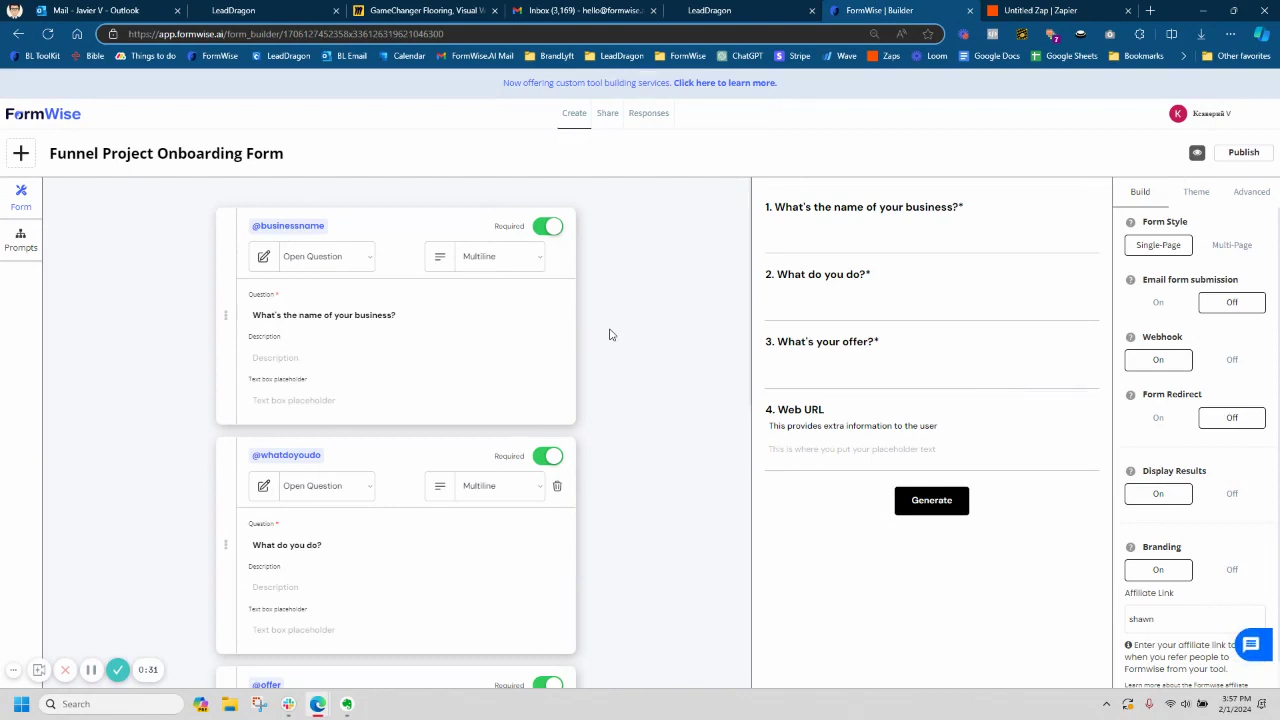 Mail - Javier V - Outlook
LeadDragon
GameChanger Flooring, Visual W
Inbox (3,169) - hello@formwise.
LeadDragon
FormWise | Builder
Untitled Zap | Zapier
https://app.formwise.ai/form_builder/1706127452358x336126319621046300
BL ToolKit
Brain
Things to do
FormWise
LeadDragon
BL Email
Calendar
FormWise.AI Mail
BrandLyft
LeadDragon
FormWise
ChatGPT
Stripe
Wave
Zaps
Loom
Google Docs
Google Sheets
Bookmarks
Other favorites
Now offering custom tool building services. Click here to learn more.
FormWise
Create
Share
Responses
K
Ксаверий V
Funnel Project Onboarding Form
Publish
Form
Prompts
@businessname
Required
Open Question
Multiline
Question *
What's the name of your business?
Description
Description
Text box placeholder
Text box placeholder
@whatdoyoudo
Required
Open Question
Multiline
Question *
What do you do?
Description
Description
Text box placeholder
Text box placeholder
@offer
Required
1. What's the name of your business?*
2. What do you do?*
3. What's your offer?*
4. Web URL
This provides extra information to the user
This is where you put your placeholder text
Generate
Build
Theme
Advanced
Form Style
Single-Page
Multi-Page
Email form submission
On
Off
Webhook
On
Off
Form Redirect
On
Off
Display Results
On
Off
Branding
On
Off
Affiliate Link
shawn
Enter your affiliate link to
when you refer people to
Formwise from your tool.
Learn more about the Formwise affiliate
0:31
Search
3:57 PM
2/1/2024